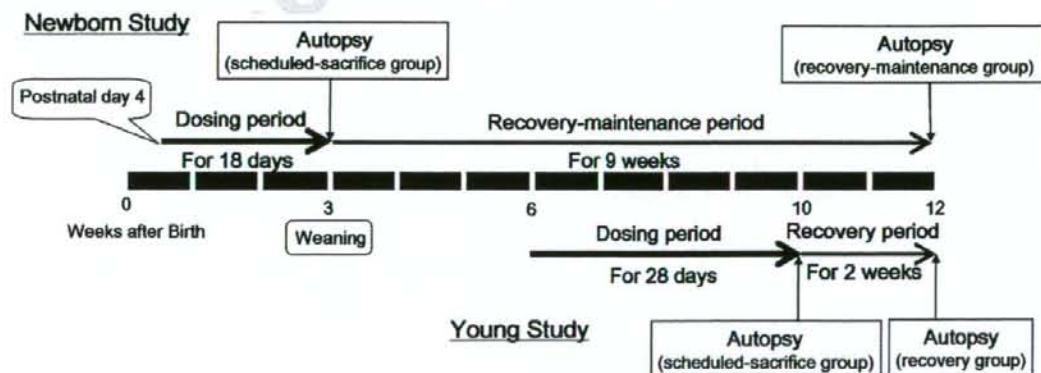 Newborn Study
Autopsy
(scheduled-sacrifice group)
Autopsy
(recovery-maintenance group)
Postnatal day 4
Dosing period
Recovery-maintenance period
For 18 days
For 9 weeks
0
3
6
10
12
Weeks after Birth
Weaning
Dosing period
Recovery period
For 28 days
For 2 weeks
Young Study
Autopsy
(scheduled-sacrifice group)
Autopsy
(recovery group)